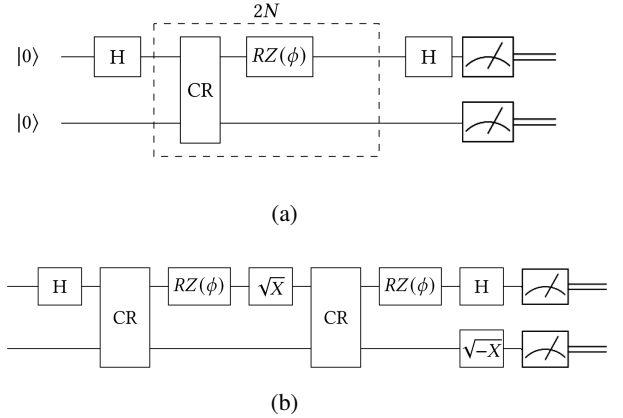 2N
|0⟩ H CR RZ(ϕ) H
|0⟩
(a)
H CR RZ(ϕ) √X CR RZ(ϕ) H
√-X
(b)